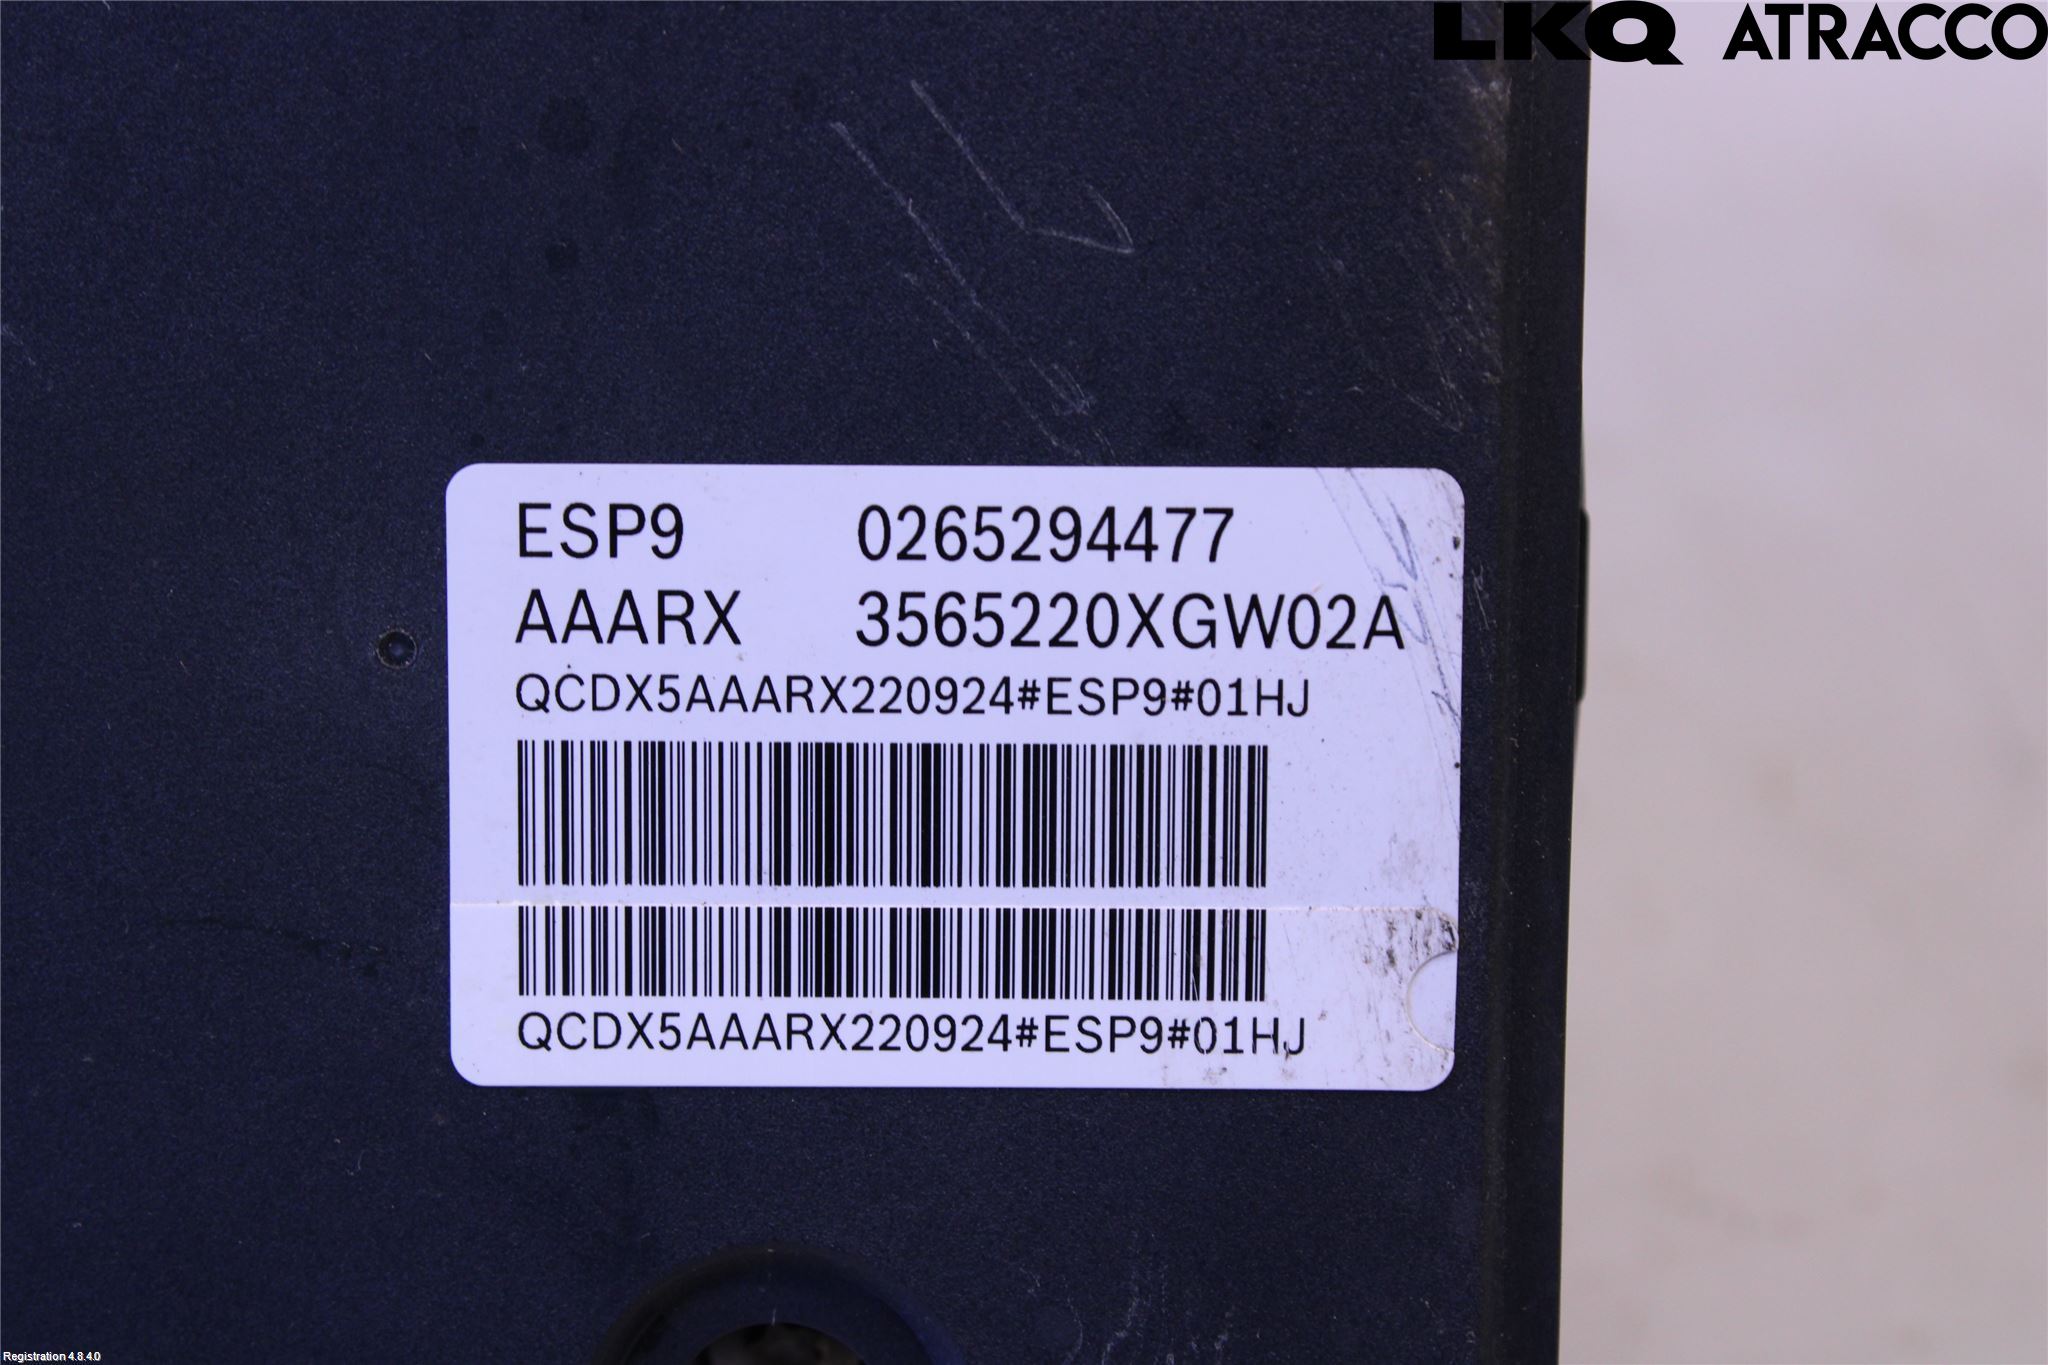 LKQ ATRACCO
ESP9 0265294477
AAARX 3565220XGW02A
QCDX5AAARX220924#ESP9#01HJ
QCDX5AAARX220924#ESP9#01HJ
Registration 4.8.4.0